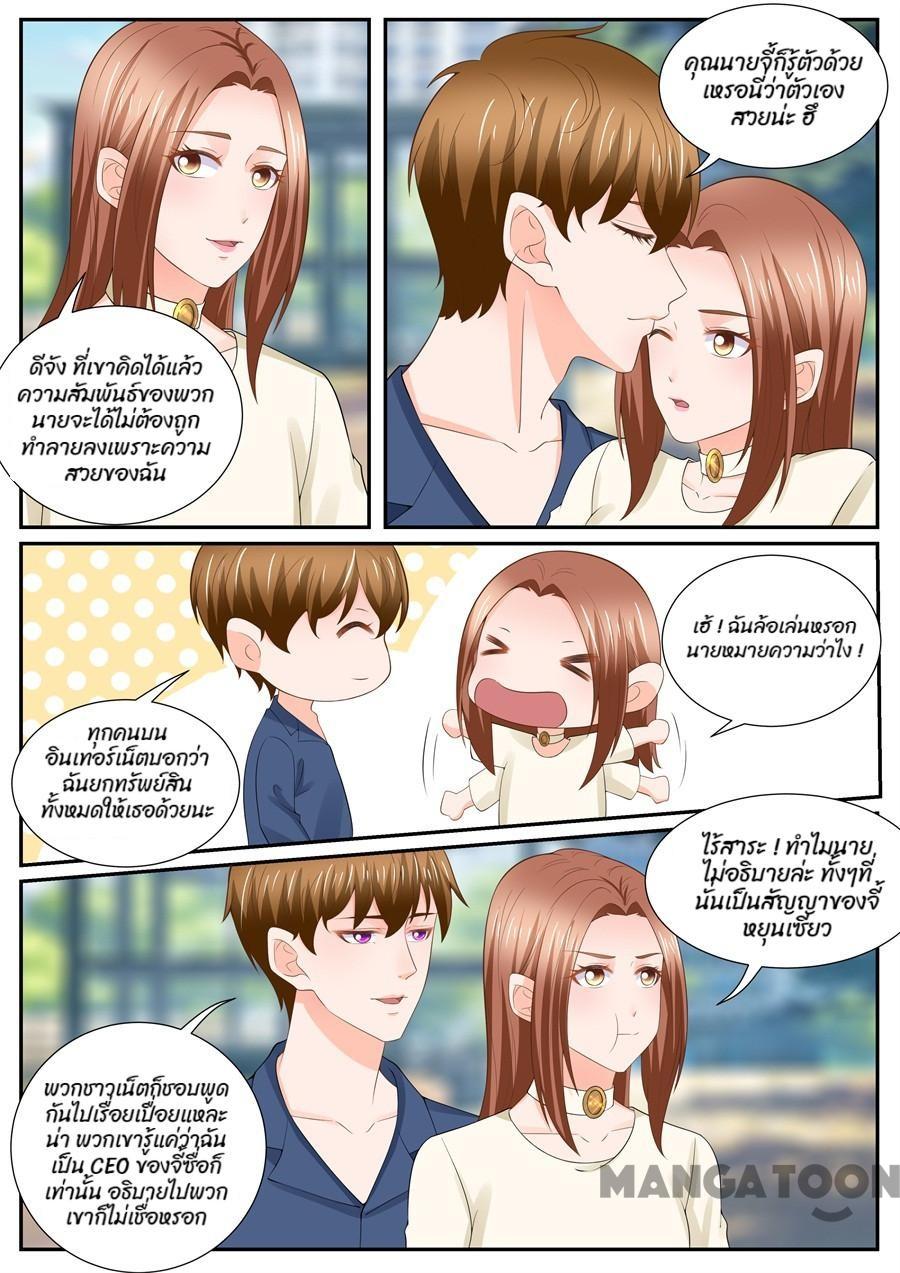 ดีจัง ที่เขาคิดได้แล้ว
ความสัมพันธ์ของพวก
นายจะได้ไม่ต้องถูก
ทำลายลงเพราะความ
สวยของฉัน
คุณนายจี้ก็รู้ตัวด้วย
เหรอนี่ว่าตัวเอง
สวยน่ะ ฮึ
เฮ้ ! ฉันล้อเล่นหรอก
นายหมายความว่าไง !
ทุกคนบน
อินเทอร์เน็ตบอกว่า
ฉันยกทรัพย์สิน
ทั้งหมดให้เธอด้วยนะ
ไร้สาระ ! ทำไมนาย
ไม่อธิบายล่ะ ทั้งๆที่
นั่นเป็นสัญญาของจี้
หยุนเซียว
พวกชาวเน็ตก็ชอบพูด
กันไปเรื่อยเปื่อยแหละ
น่า พวกเขารู้แค่ว่าฉัน
เป็น CEO ของจี้ซื่อก็
เท่านั้น อธิบายไปพวก
เขาก็ไม่เชื่อหรอก
MANGATOON